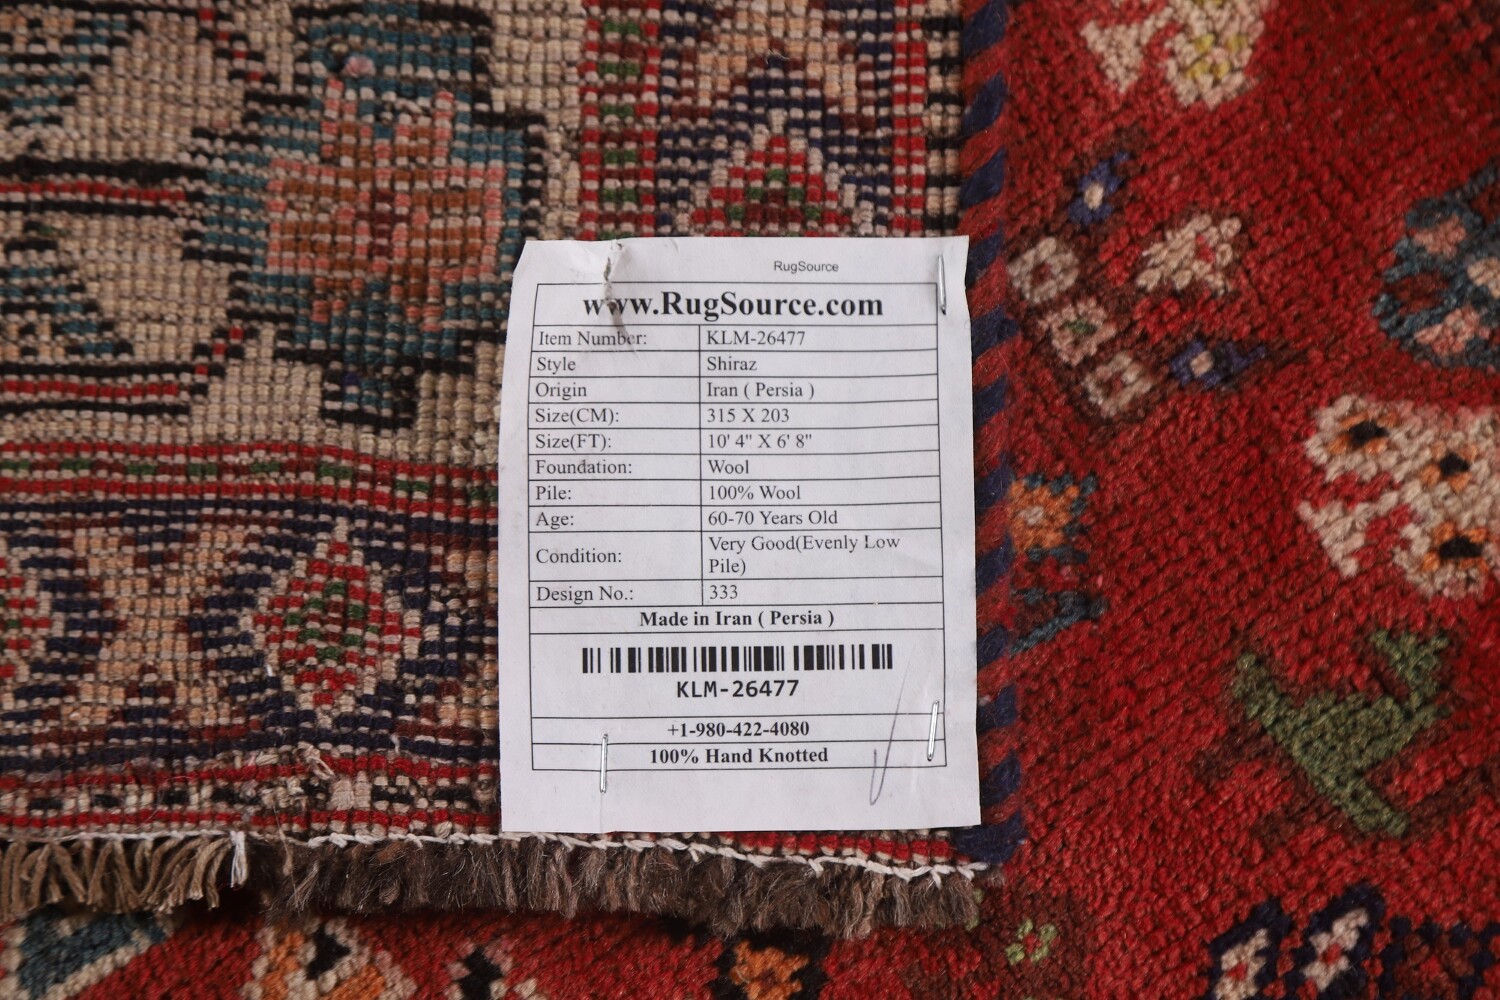 RugSource
www.RugSource.com
Item Number: KLM-26477
Style Shiraz
Origin Iran ( Persia )
Size(CM): 315 X 203
Size(FT): 10' 4" X 6' 8"
Foundation: Wool
Pile: 100% Wool
Age: 60-70 Years Old
Condition: Very Good(Evenly Low
Pile)
Design No.: 333
Made in Iran ( Persia )
KLM-26477
+1-980-422-4080
100% Hand Knotted